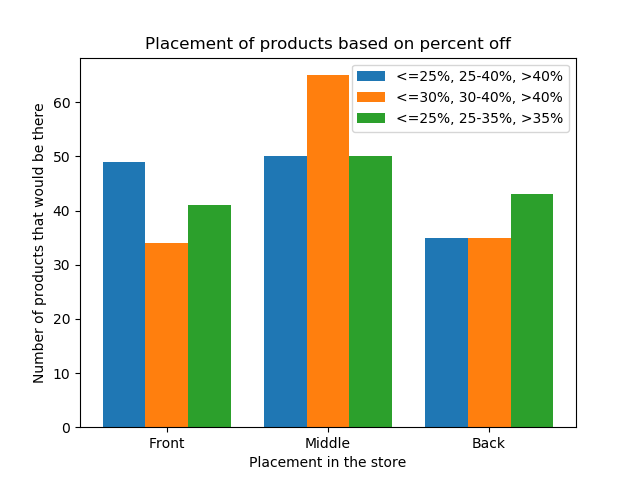 Placement of products based on percent off
<=25%, 25-40%, >40%
<=30%, 30-40%, >40%
<=25%, 25-35%, >35%
Number of products that would be there
60
50
40
30
20
10
0
Front Middle Back
Placement in the store